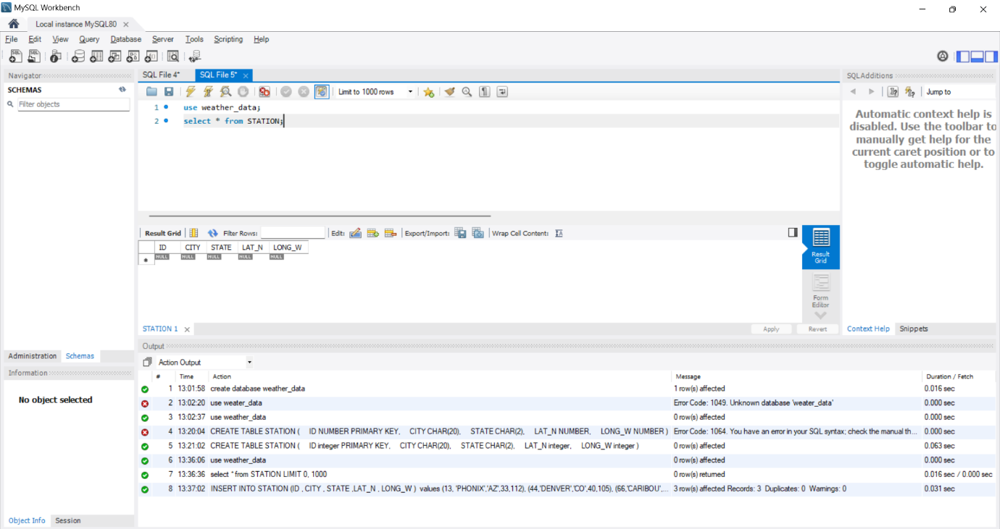 MySQL Workbench
Local instance MySQL80
File Edit View Query Database Server Tools Scripting Help
Navigator
SCHEMAS
Filter objects
Administration Schemas
Information
No object selected
Object Info Session
SQL File 4* SQL File 5*
Limit to 1000 rows
1 use weather_data;
2 select * from STATION;
Result Grid Filter Rows: Edit: Export/Import: Wrap Cell Content:
ID CITY STATE LAT_N LONG_W
NULL NULL NULL NULL NULL
Result
Grid
Form
Editor
STATION 1 Apply Revert
SQLAdditions
Jump to
Automatic context help is
disabled. Use the toolbar to
manually get help for the
current caret position or to
toggle automatic help.
Context Help Snippets
Output
Action Output
# Time Action Message Duration / Fetch
1 13:01:58 create database weather_data 1 row(s) affected 0.016 sec
2 13:02:20 use weater_data Error Code: 1049. Unknown database 'weater_data' 0.000 sec
3 13:02:37 use weather_data 0 row(s) affected 0.000 sec
4 13:20:04 CREATE TABLE STATION ( ID NUMBER PRIMARY KEY, CITY CHAR(20), STATE CHAR(2), LAT_N NUMBER, LONG_W NUMBER ) Error Code: 1064. You have an error in your SQL syntax; check the manual th... 0.000 sec
5 13:21:02 CREATE TABLE STATION ( ID integer PRIMARY KEY, CITY CHAR(20), STATE CHAR(2), LAT_N integer, LONG_W integer ) 0 row(s) affected 0.063 sec
6 13:36:06 use weather_data 0 row(s) affected 0.000 sec
7 13:36:36 select * from STATION LIMIT 0, 1000 0 row(s) returned 0.016 sec / 0.000 sec
8 13:37:02 INSERT INTO STATION (ID , CITY , STATE ,LAT_N , LONG_W ) values (13, 'PHONIX','AZ',33,112), (44,'DENVER','CO',40,105), (66,'CARIBOU',... 3 row(s) affected Records: 3 Duplicates: 0 Warnings: 0 0.031 sec